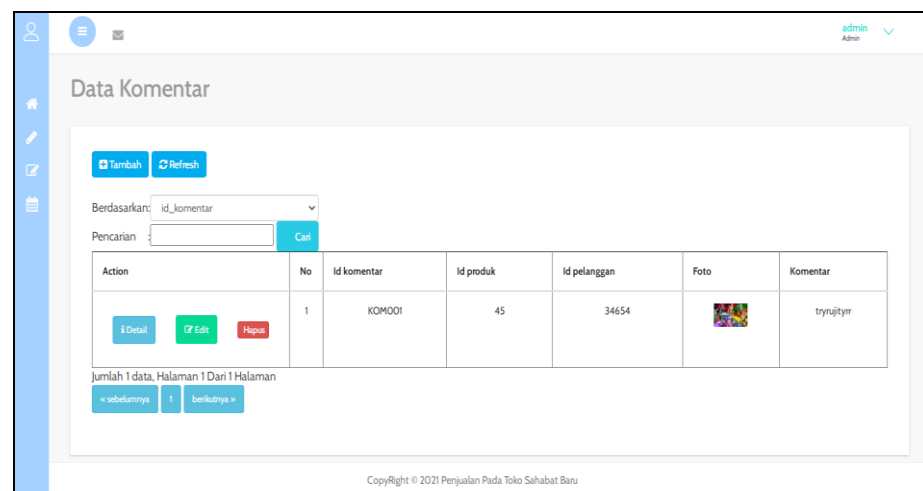 admin
Admin
Data Komentar
Tambah Refresh
Berdasarkan: id_komentar
Pencarian : Cari
Action No Id komentar Id produk Id pelanggan Foto Komentar
Detail Edit Hapus 1 KOM001 45 34654 tryrujityrr
Jumlah 1 data, Halaman 1 Dari 1 Halaman
« sebelumnya 1 berikutnya »
CopyRight © 2021 Penjualan Pada Toko Sahabat Baru